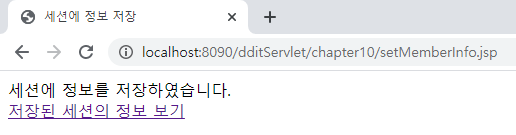 세션에 정보 저장
localhost:8090/dditServlet/chapter10/setMemberInfo.jsp
세션에 정보를 저장하였습니다.
저장된 세션의 정보 보기